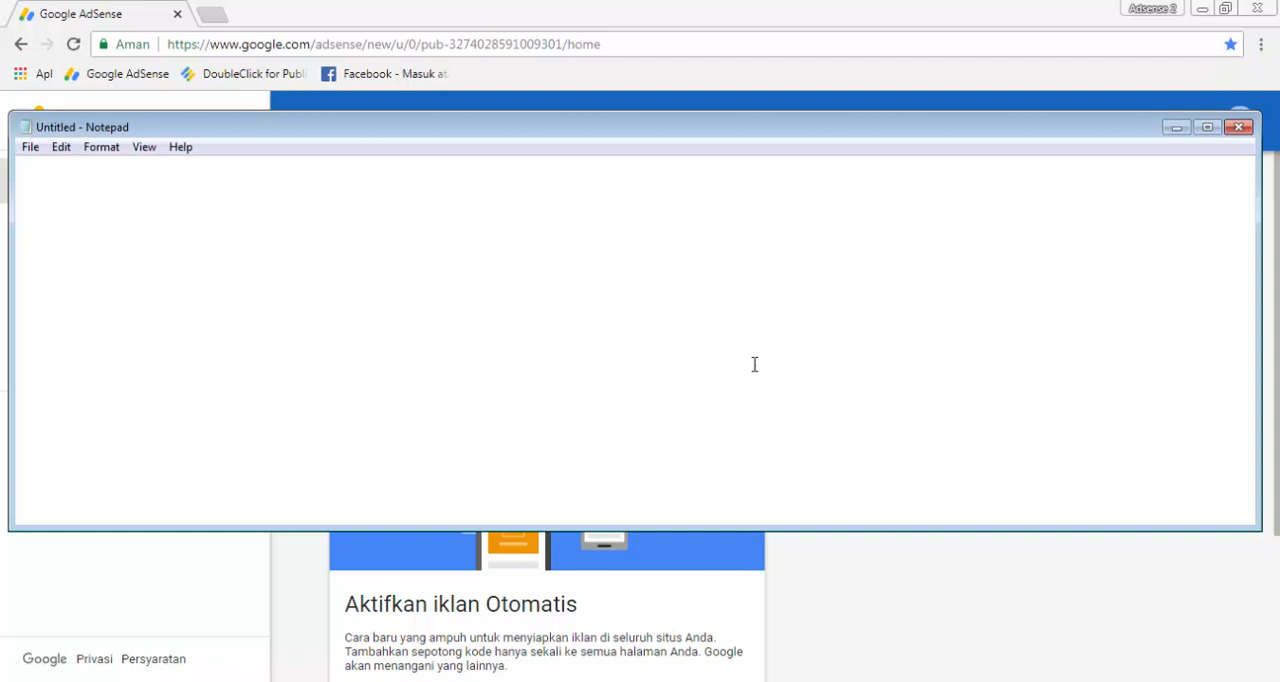 Google AdSense
Adsense 2
Aman
https://www.google.com/adsense/new/u/0/pub-3274028591009301/home
Apl Google AdSense DoubleClick for Publ Facebook - Masuk at
Untitled - Notepad
File Edit Format View Help
Aktifkan iklan Otomatis
Cara baru yang ampuh untuk menyiapkan iklan di seluruh situs Anda.
Tambahkan sepotong kode hanya sekali ke semua halaman Anda. Google
akan menangani yang lainnya.
Google Privasi Persyaratan